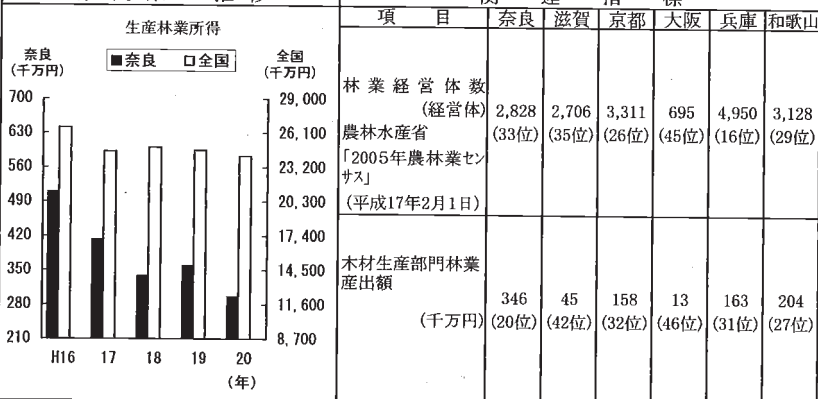 生産林業所得
奈良
(千万円)
■奈良 □全国
全国
(千万円)
700
630
560
490
420
350
280
210
29,000
26,100
23,200
20,300
17,400
14,500
11,600
8,700
H16 17 18 19 20
(年)
項 目 奈良 滋賀 京都 大阪 兵庫 和歌山
林業経営体数
(経営体) 2,828 2,706 3,311 695 4,950 3,128
農林水産省 (33位) (35位) (26位) (45位) (16位) (29位)
「2005年農林業セン
サス」
(平成17年2月1日)
木材生産部門林業
産出額
346 45 158 13 163 204
(千万円) (20位) (42位) (32位) (46位) (31位) (27位)